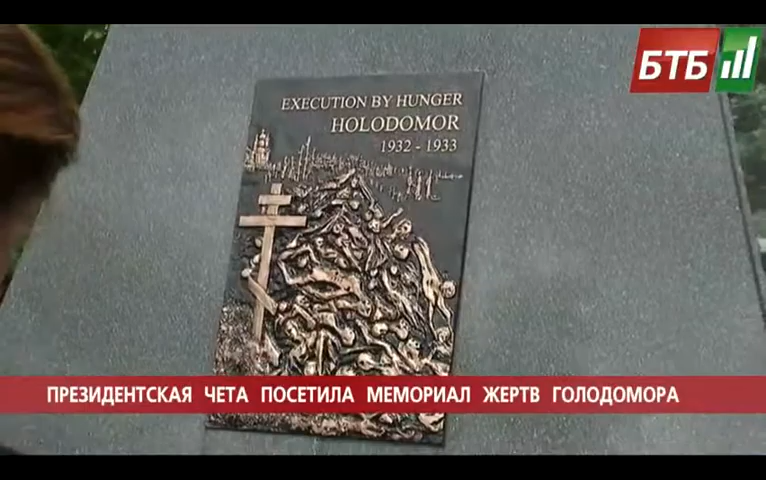 БТБ
EXECUTION BY HUNGER
HOLODOMOR
1932 - 1933
ПРЕЗИДЕНТСКАЯ ЧЕТА ПОСЕТИЛА МЕМОРИАЛ ЖЕРТВ ГОЛОДОМОРА